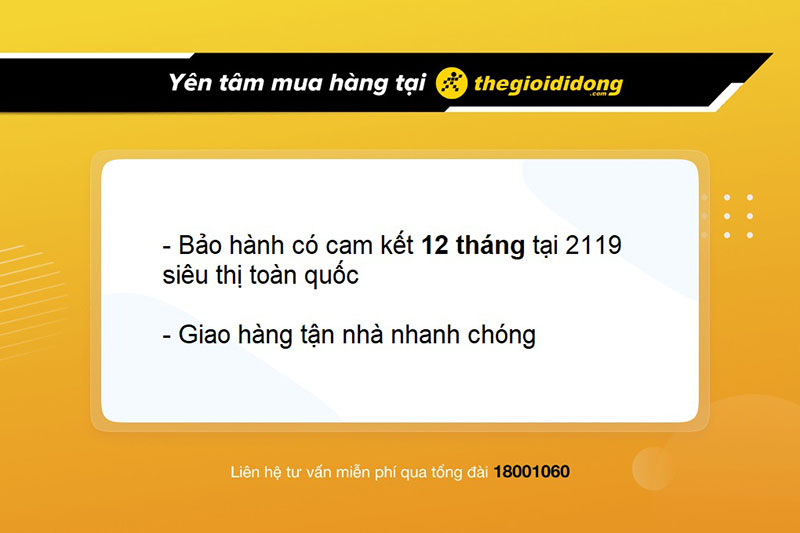 Yên tâm mua hàng tại thegioididong.com
- Bảo hành có cam kết 12 tháng tại 2119
siêu thị toàn quốc
- Giao hàng tận nhà nhanh chóng
Liên hệ tư vấn miễn phí qua tổng đài 18001060